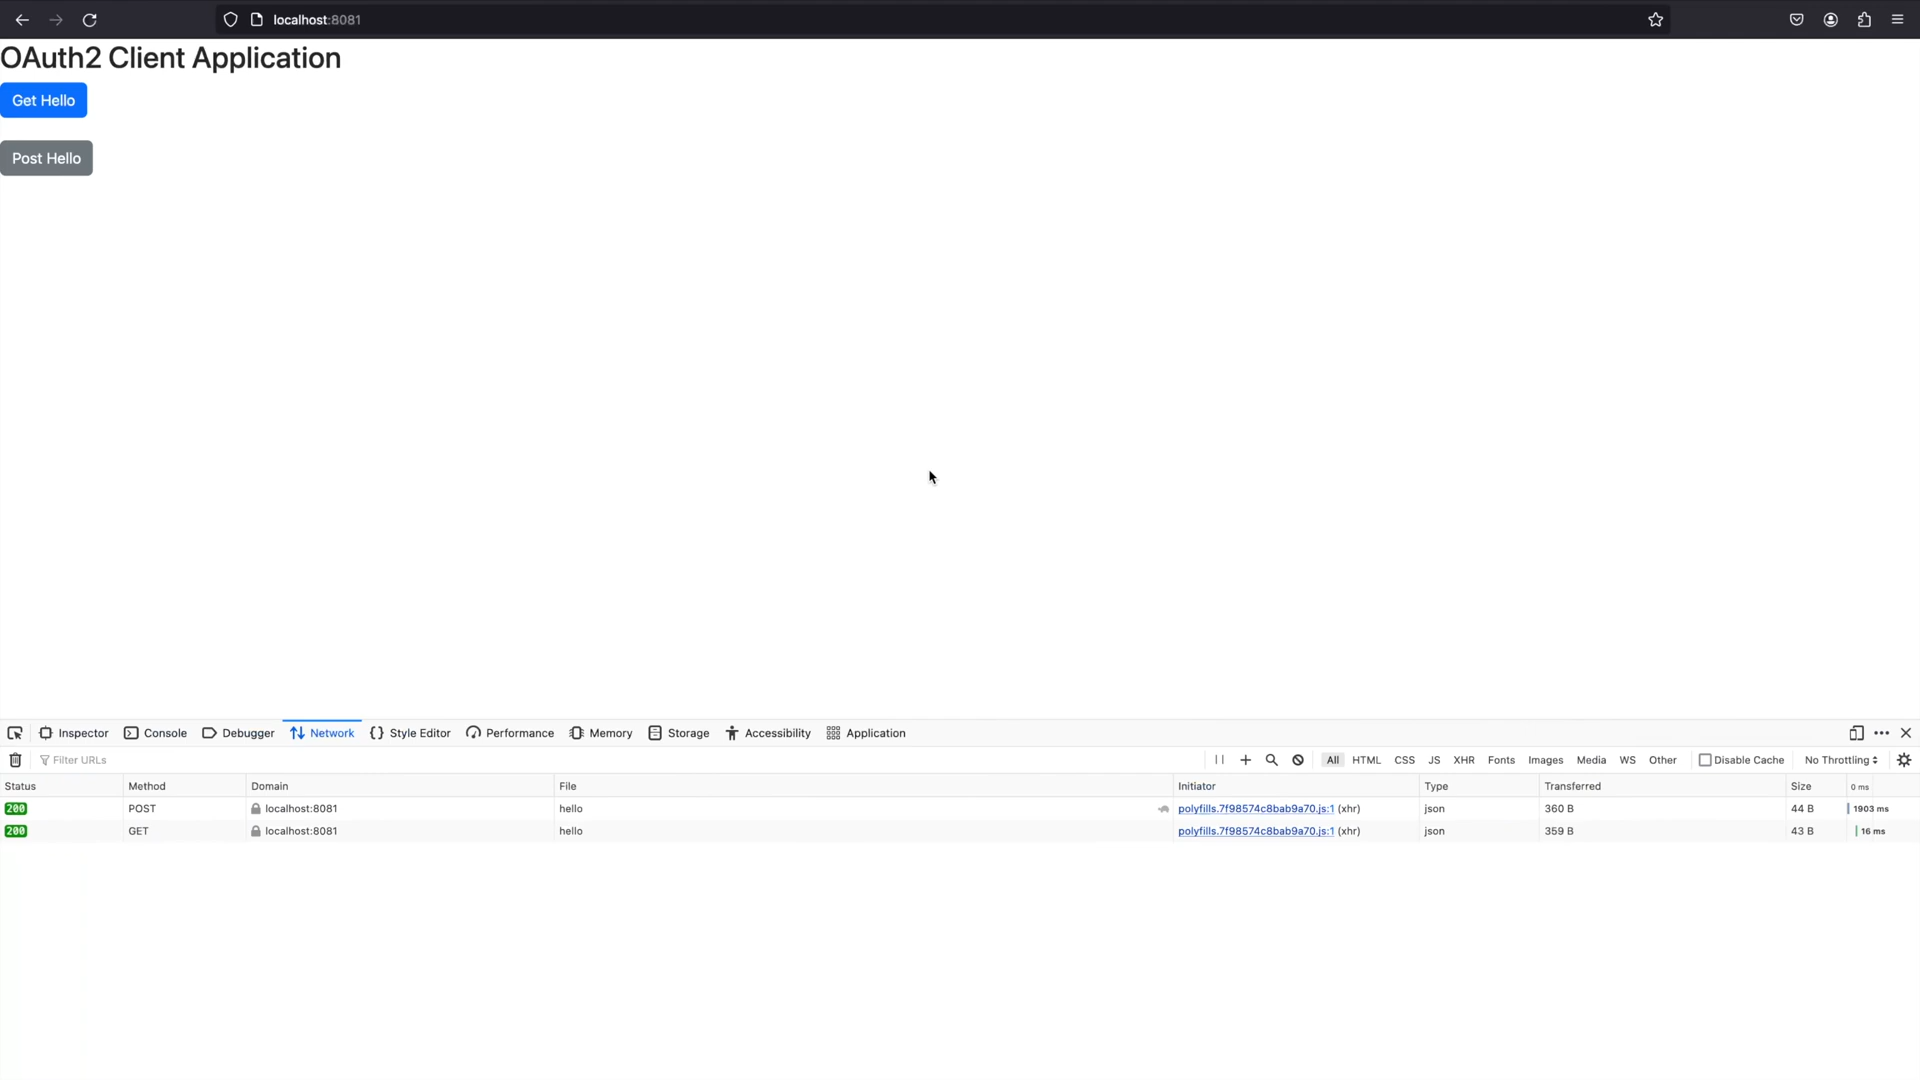 localhost:8081
OAuth2 Client Application
Get Hello
Post Hello
Inspector Console Debugger Network Style Editor Performance Memory Storage Accessibility Application
Filter URLs All HTML CSS JS XHR Fonts Images Media WS Other Disable Cache No Throttling
Status Method Domain File Initiator Type Transferred Size 0 ms
200 POST localhost:8081 hello polyfills.7f98574c8bab9a70.js:1 (xhr) json 360 B 44 B 1903 ms
200 GET localhost:8081 hello polyfills.7f98574c8bab9a70.js:1 (xhr) json 359 B 43 B 16 ms